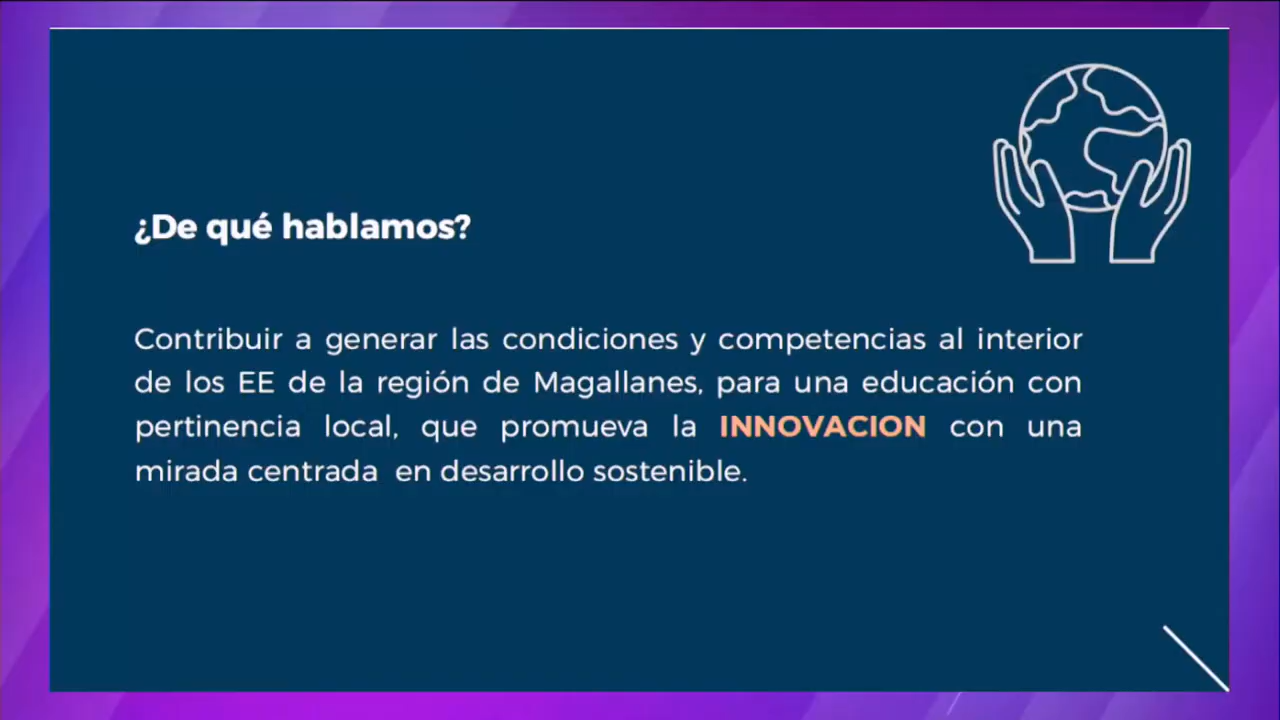 ¿De qué hablamos?
Contribuir a generar las condiciones y competencias al interior
de los EE de la región de Magallanes, para una educación con
pertinencia local, que promueva la INNOVACION con una
mirada centrada en desarrollo sostenible.